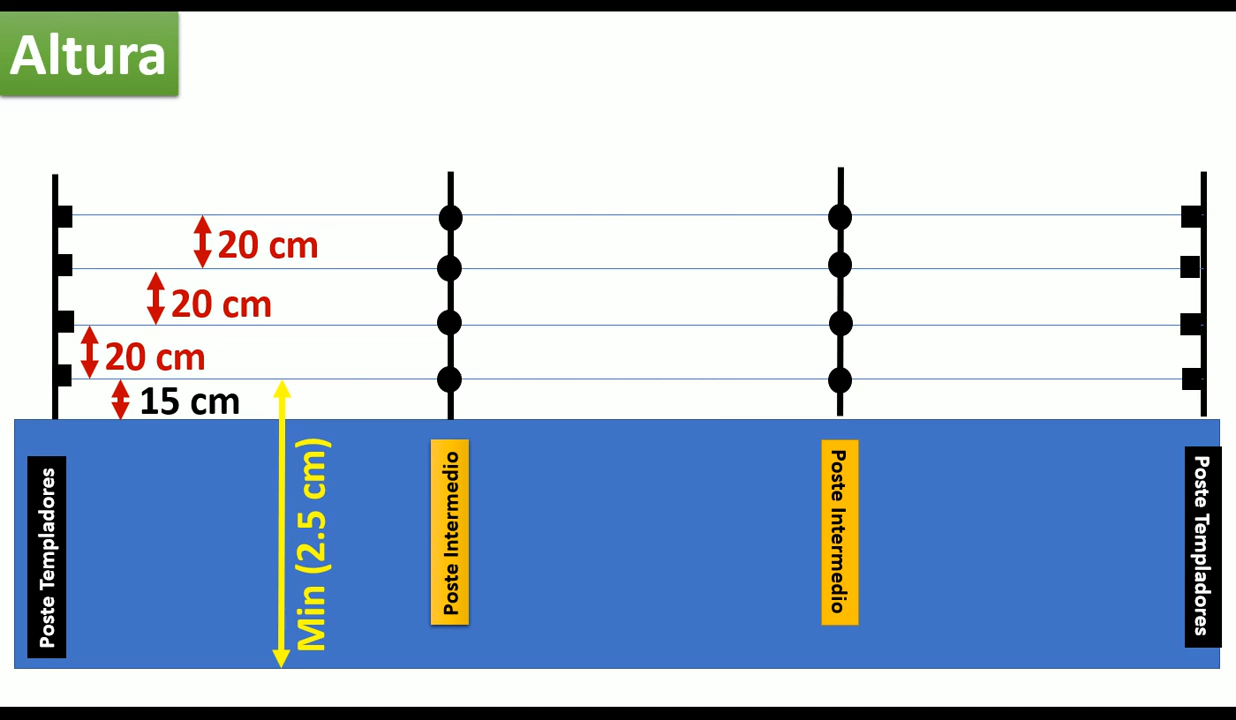 Altura
20 cm
20 cm
20 cm
15 cm
Min (2.5 cm)
Poste Templadores
Poste Intermedio
Poste Intermedio
Poste Templadores